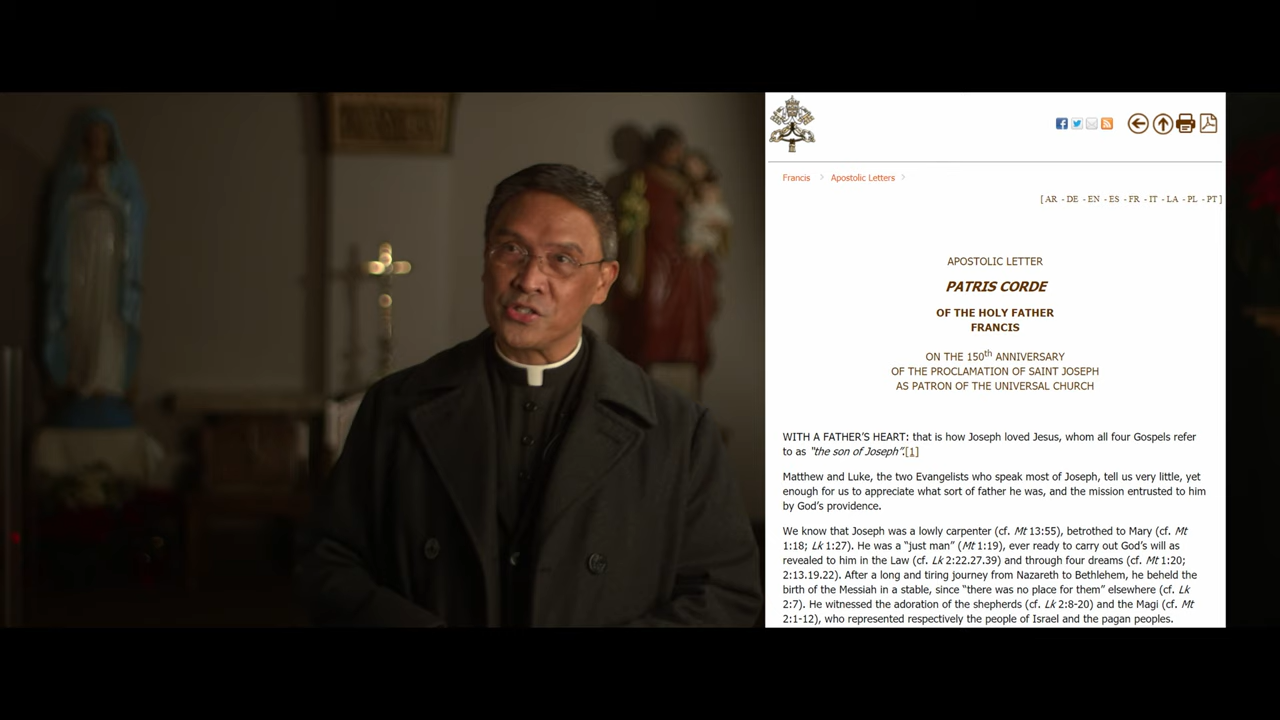 Francis
Apostolic Letters
[ AR - DE - EN - ES - FR - IT - LA - PL - PT ]
APOSTOLIC LETTER
PATRIS CORDE
OF THE HOLY FATHER
FRANCIS
ON THE 150th ANNIVERSARY
OF THE PROCLAMATION OF SAINT JOSEPH
AS PATRON OF THE UNIVERSAL CHURCH
WITH A FATHER’S HEART: that is how Joseph loved Jesus, whom all four Gospels refer
to as “the son of Joseph”.[1]
Matthew and Luke, the two Evangelists who speak most of Joseph, tell us very little, yet
enough for us to appreciate what sort of father he was, and the mission entrusted to him
by God’s providence.
We know that Joseph was a lowly carpenter (cf. Mt 13:55), betrothed to Mary (cf. Mt
1:18; Lk 1:27). He was a “just man” (Mt 1:19), ever ready to carry out God’s will as
revealed to him in the Law (cf. Lk 2:22.27.39) and through four dreams (cf. Mt 1:20;
2:13.19.22). After a long and tiring journey from Nazareth to Bethlehem, he beheld the
birth of the Messiah in a stable, since “there was no place for them” elsewhere (cf. Lk
2:7). He witnessed the adoration of the shepherds (cf. Lk 2:8-20) and the Magi (cf. Mt
2:1-12), who represented respectively the people of Israel and the pagan peoples.